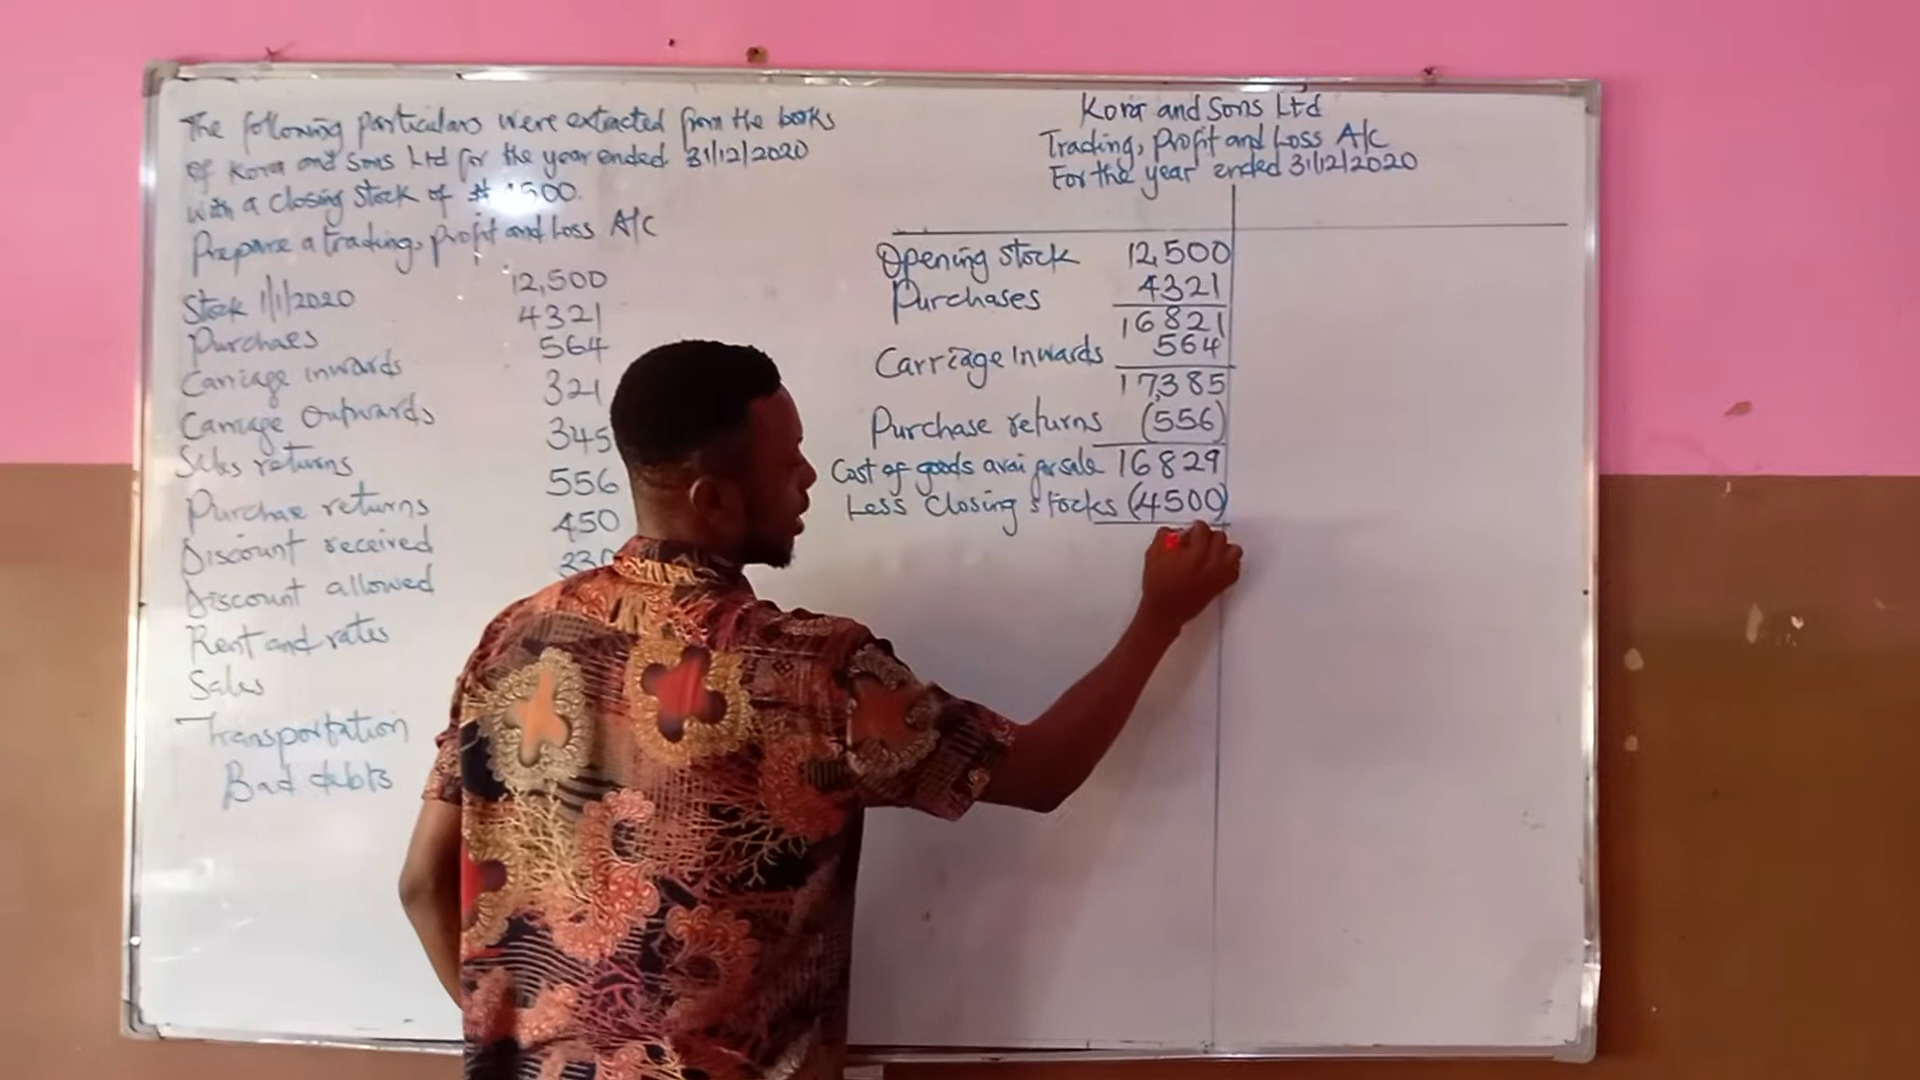 The following particulars were extracted from the books
of Kora and Sons Ltd for the year ended 31/12/2020
with a closing stock of 500.
Prepare a trading, profit and loss A/C
Stock 1/1/2020 12,500
Purchaes 4321
Carriage inwards 564
Carriage Outwards 321
Sales returns 345
Purchase returns 556
Discount received 450
Discount allowed 230
Rent and rates
Sales
Transportation
Bad debts
Kora and Sons Ltd
Trading, Profit and Loss A/C
For the year ended 31/12/2020
Opening stock 12,500
Purchases 4321
16821
Carriage Inwards 564
17,385
Purchase returns (556)
Cost of goods avai for sale 16829
Less Closing stocks (4500)